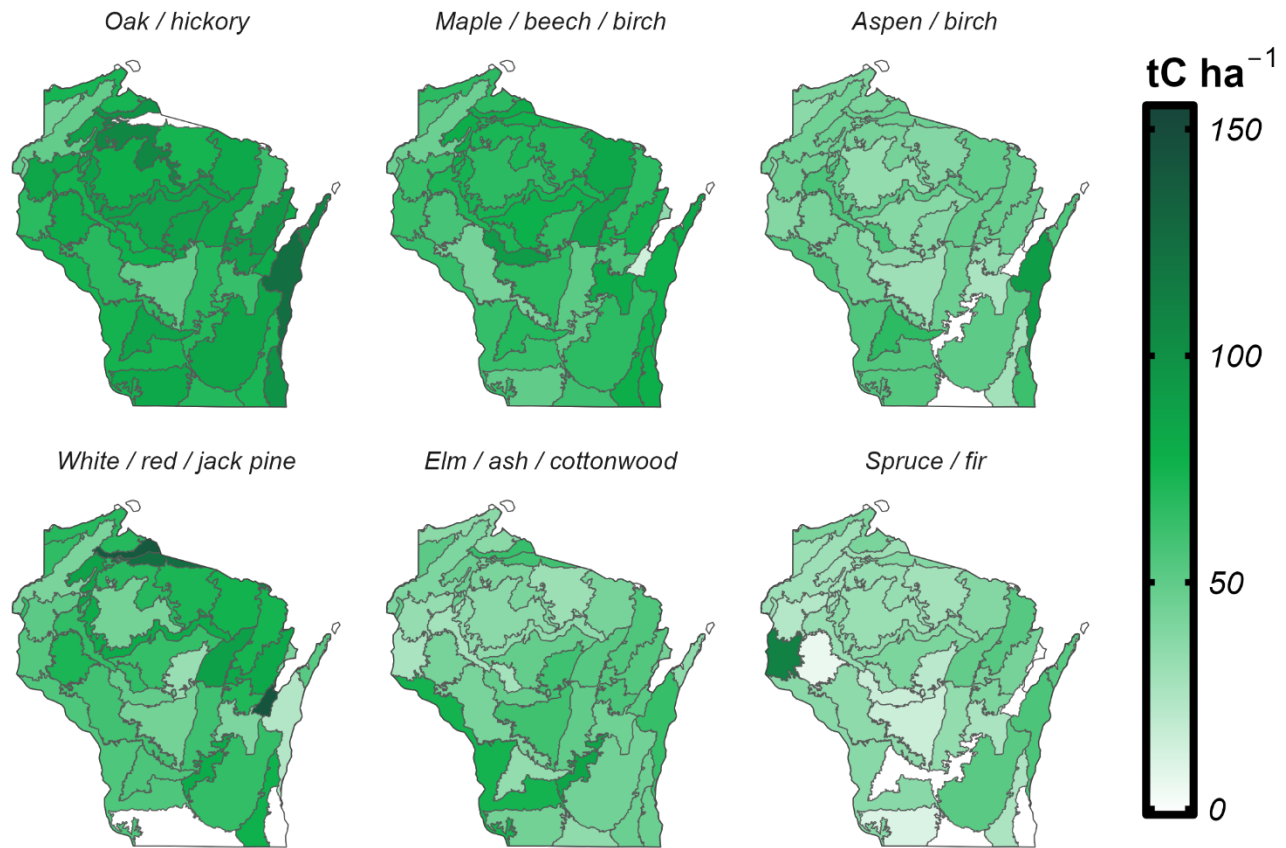 Oak / hickory
Maple / beech / birch
Aspen / birch
tC ha⁻¹
150
100
50
0
White / red / jack pine
Elm / ash / cottonwood
Spruce / fir